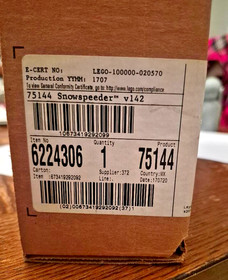 E-CERT NO: LEGO-100000-020570
Production YYMM: 1707
To view General Conformity Certificate, go to: http://www.lego.com/compliance
75144 Snowspeeder™ v142
10673419292099
Item No Quantity Product
6224306 1 75144
Carton: Supplier:372 Country:MX
Item :673419292092 Line: Date:170720
(02)00673419292092(37)1